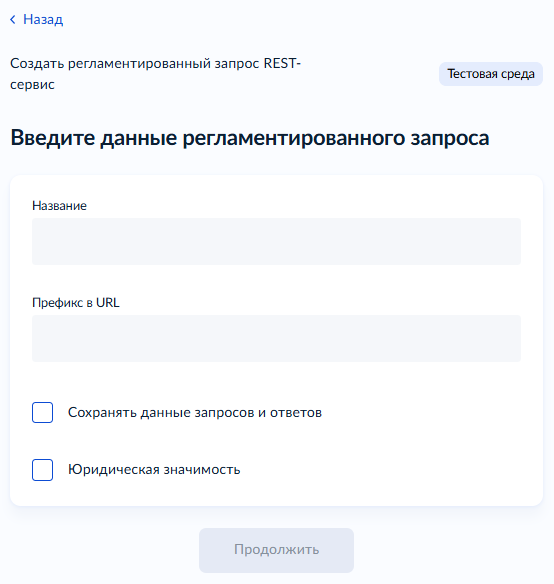 Назад
Создать регламентированный запрос REST-
сервис
Тестовая среда
Введите данные регламентированного запроса
Название
Префикс в URL
Сохранять данные запросов и ответов
Юридическая значимость
Продолжить